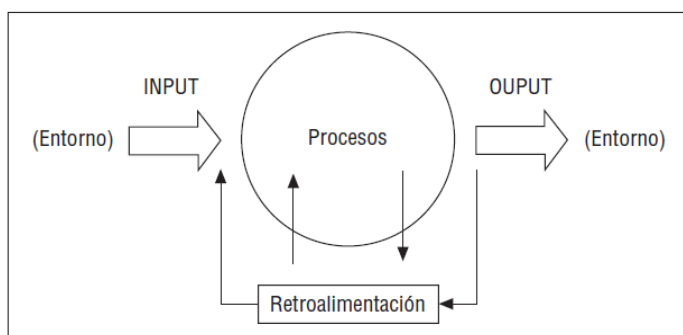 INPUT
OUPUT
(Entorno)
Procesos
(Entorno)
Retroalimentación